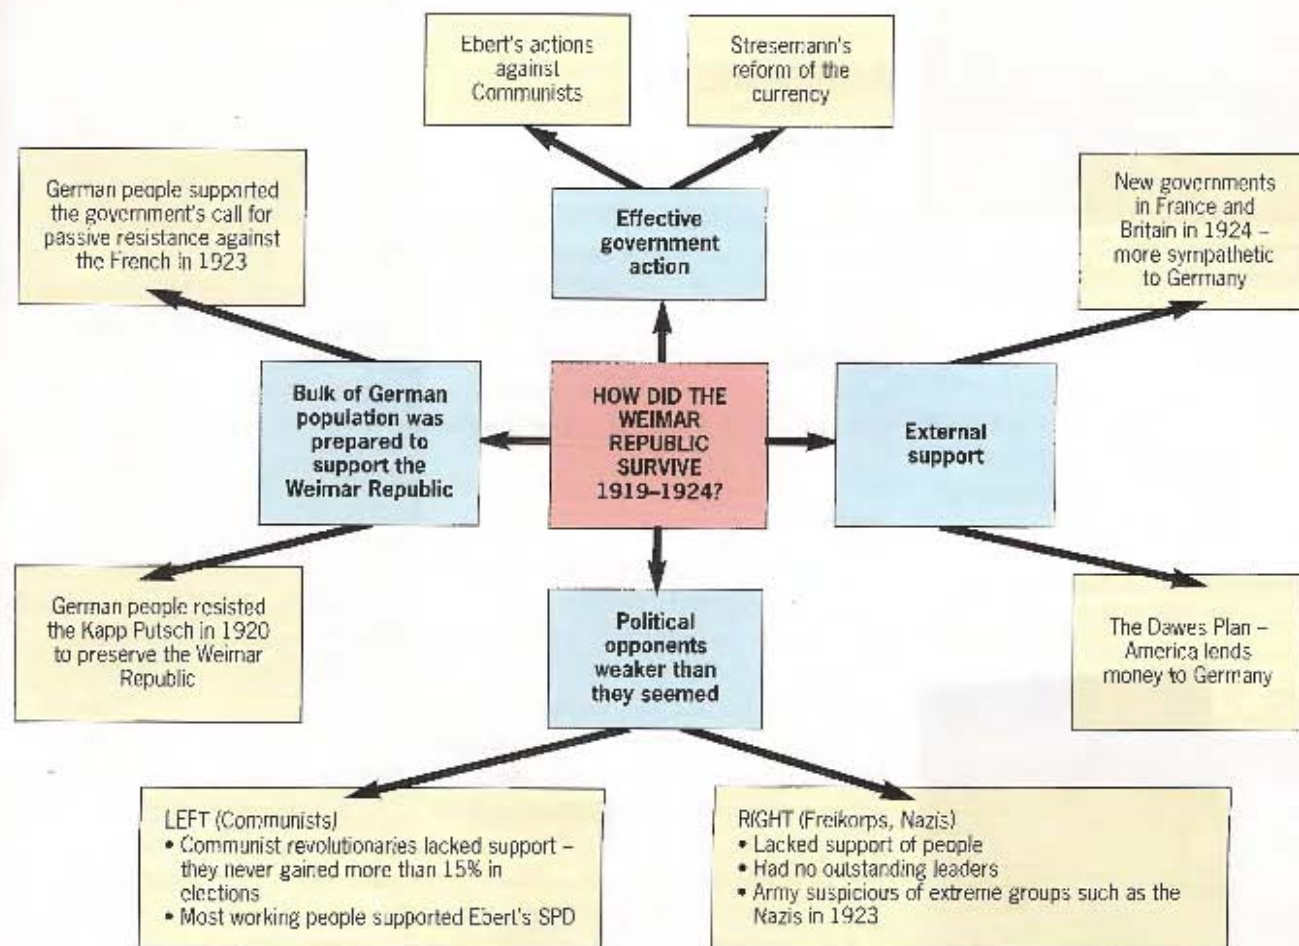 Ebert's actions
against
Communists
Stresemann's
reform of the
currency
German people supported
the government's call for
passive resistance against
the French in 1923
Effective
government
action
New governments
in France and
Britain in 1924 –
more sympathetic
to Germany
Bulk of German
population was
prepared to
support the
Weimar Republic
HOW DID THE
WEIMAR
REPUBLIC
SURVIVE
1919–1924?
External
support
German people resisted
the Kapp Putsch in 1920
to preserve the Weimar
Republic
Political
opponents
weaker than
they seemed
The Dawes Plan –
America lends
money to Germany
LEFT (Communists)
• Communist revolutionaries lacked support –
they never gained more than 15% in
elections
• Most working people supported Ebert's SPD
RIGHT (Freikorps, Nazis)
• Lacked support of people
• Had no outstanding leaders
• Army suspicious of extreme groups such as the
Nazis in 1923